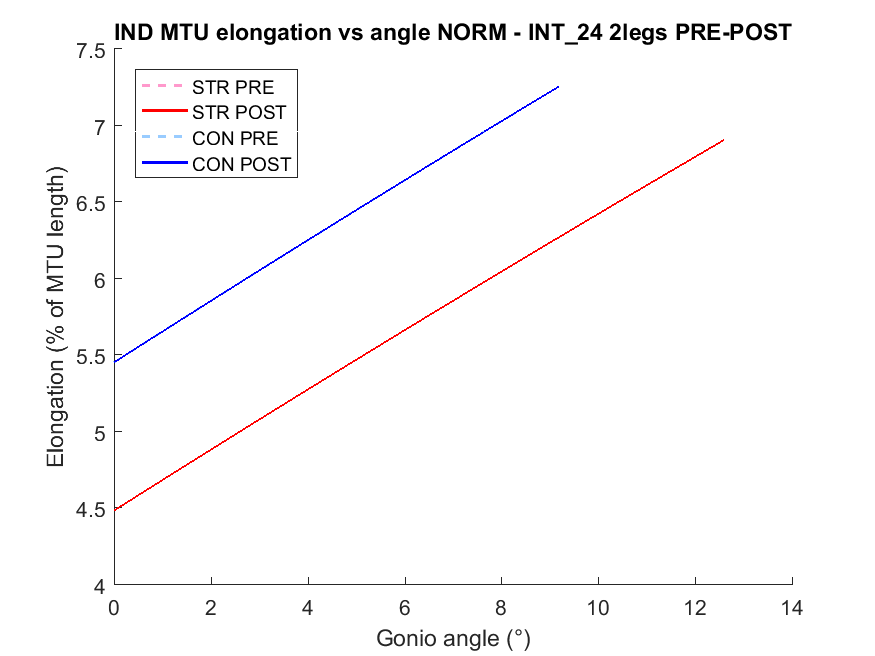 IND MTU elongation vs angle NORM - INT_24 2legs PRE-POST
7.5
7
6.5
6
5.5
5
4.5
4
Elongation (% of MTU length)
STR PRE
STR POST
CON PRE
CON POST
0 2 4 6 8 10 12 14
Gonio angle (°)